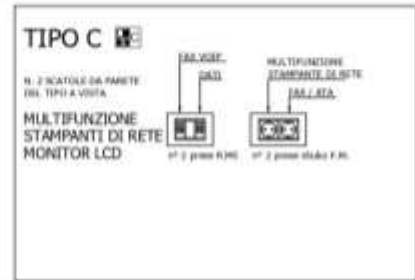 TIPO C
FAX VOIP
DATI
MULTIFUNZIONE
STAMPANTE DI RETE
FAX / ATA
N. 2 SCATOLE DA PARETE
DEL TIPO A VISTA
MULTIFUNZIONE
STAMPANTI DI RETE
MONITOR LCD
n° 2 prese RJ45
n° 2 prese shuko F.M.